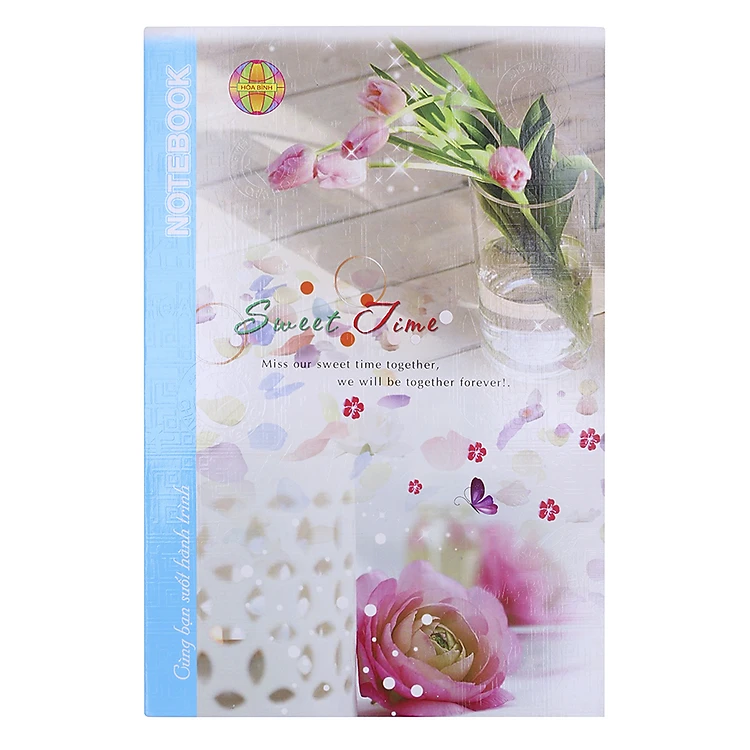 NOTEBOOK
HÒA BÌNH
Sweet Time
Miss our sweet time together,
we will be together forever!.
Cùng bạn suốt hành trình